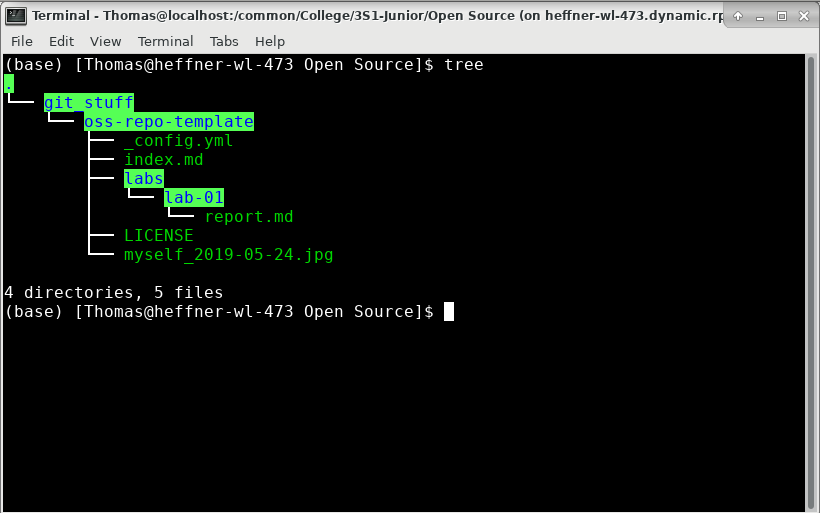 Terminal - Thomas@localhost:/common/College/3S1-Junior/Open Source (on heffner-wl-473.dynamic.rp
File Edit View Terminal Tabs Help
(base) [Thomas@heffner-wl-473 Open Source]$ tree
.
└── git stuff
    └── oss-repo-template
        ├── _config.yml
        ├── index.md
        ├── labs
        │   └── lab-01
        │       └── report.md
        ├── LICENSE
        └── myself_2019-05-24.jpg
4 directories, 5 files
(base) [Thomas@heffner-wl-473 Open Source]$